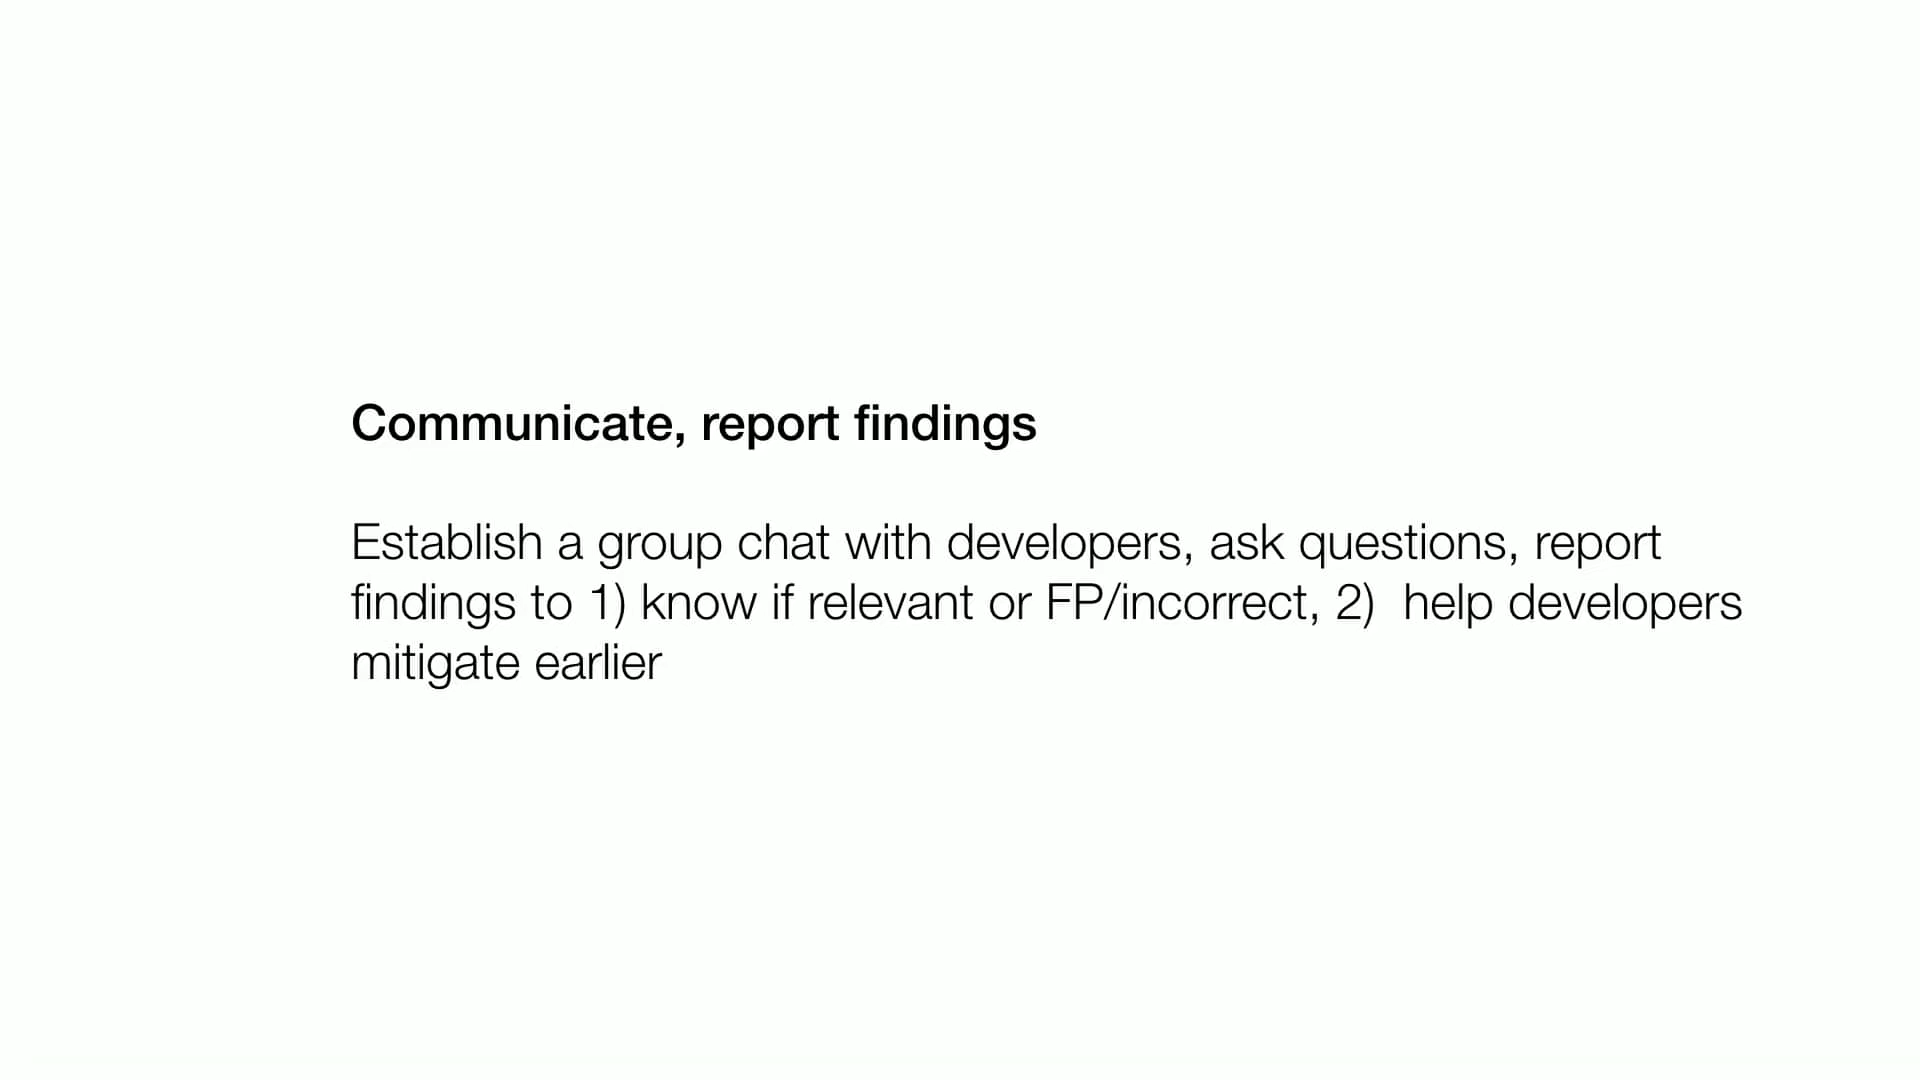 Communicate, report findings
Establish a group chat with developers, ask questions, report
findings to 1) know if relevant or FP/incorrect, 2)  help developers
mitigate earlier